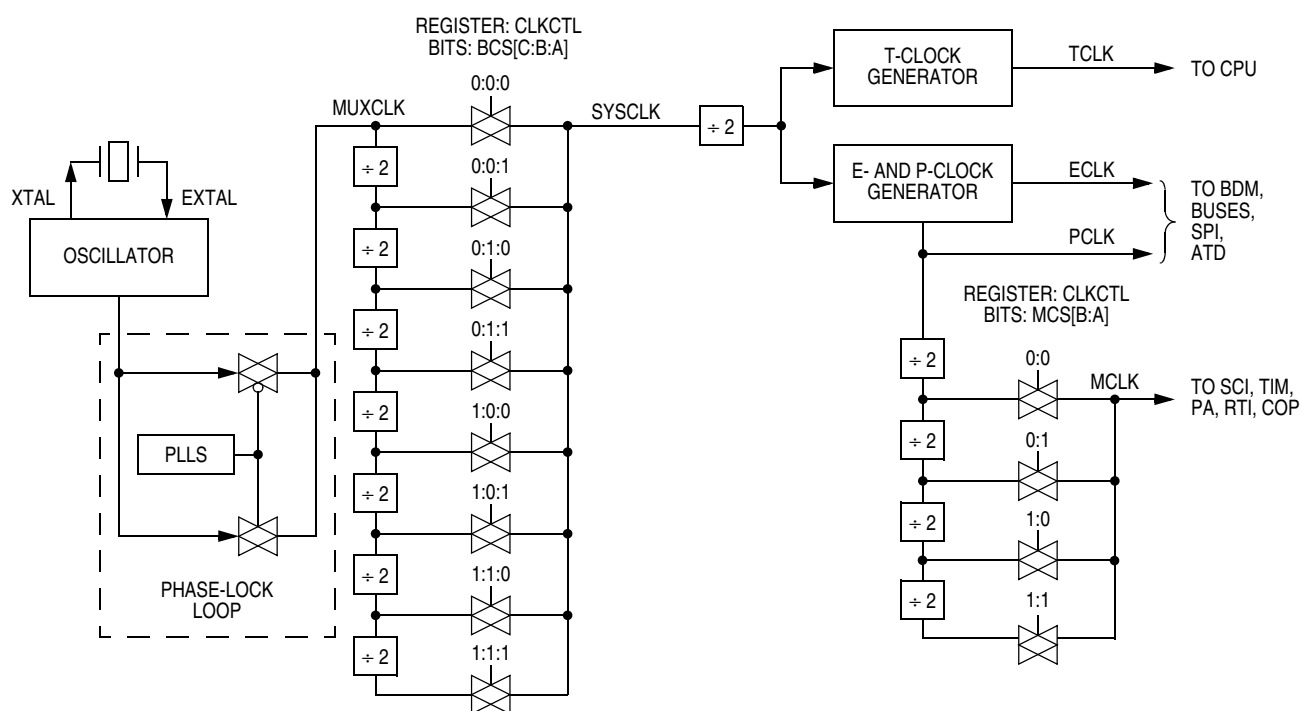 REGISTER: CLKCTL
BITS: BCS[C:B:A]
0:0:0
MUXCLK
SYSCLK
÷ 2
T-CLOCK
GENERATOR
TCLK
TO CPU
÷ 2
0:0:1
÷ 2
0:1:0
÷ 2
0:1:1
÷ 2
1:0:0
÷ 2
1:0:1
÷ 2
1:1:0
÷ 2
1:1:1
XTAL
EXTAL
OSCILLATOR
PLLS
PHASE-LOCK
LOOP
E- AND P-CLOCK
GENERATOR
ECLK
PCLK
TO BDM,
BUSES,
SPI,
ATD
REGISTER: CLKCTL
BITS: MCS[B:A]
÷ 2
0:0
MCLK
TO SCI, TIM,
PA, RTI, COP
÷ 2
0:1
÷ 2
1:0
÷ 2
1:1